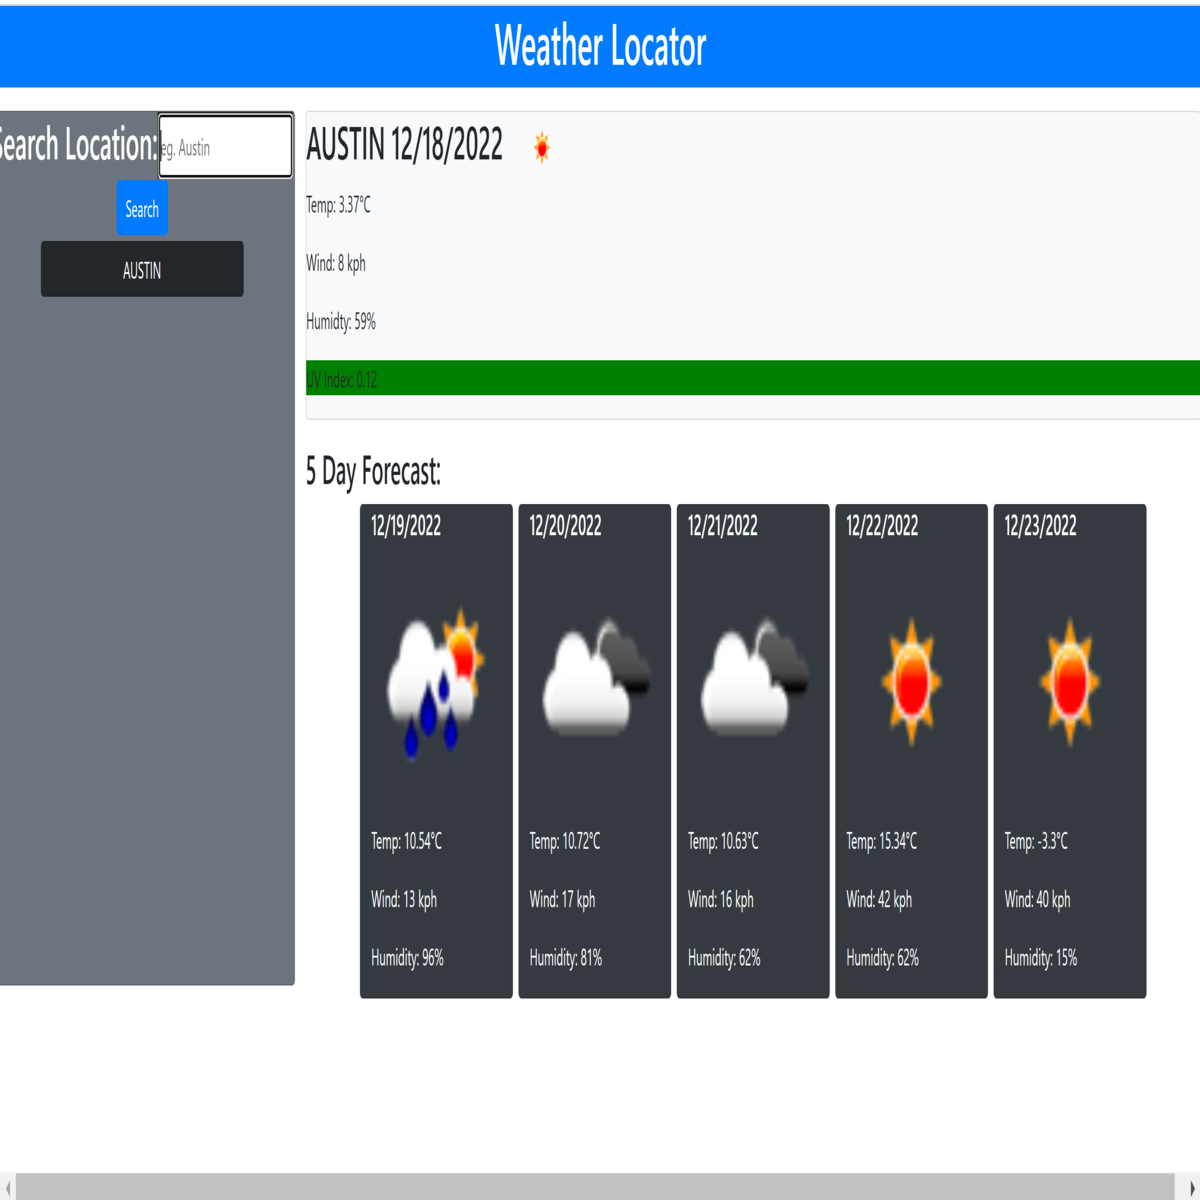 Weather Locator
Search Location:
eg. Austin
Search
AUSTIN
AUSTIN 12/18/2022
Temp: 3.37°C
Wind: 8 kph
Humidty: 59%
UV Index: 0.12
5 Day Forecast:
12/19/2022
Temp: 10.54°C
Wind: 13 kph
Humidity: 96%
12/20/2022
Temp: 10.72°C
Wind: 17 kph
Humidity: 81%
12/21/2022
Temp: 10.63°C
Wind: 16 kph
Humidity: 62%
12/22/2022
Temp: 15.34°C
Wind: 42 kph
Humidity: 62%
12/23/2022
Temp: -3.3°C
Wind: 40 kph
Humidity: 15%